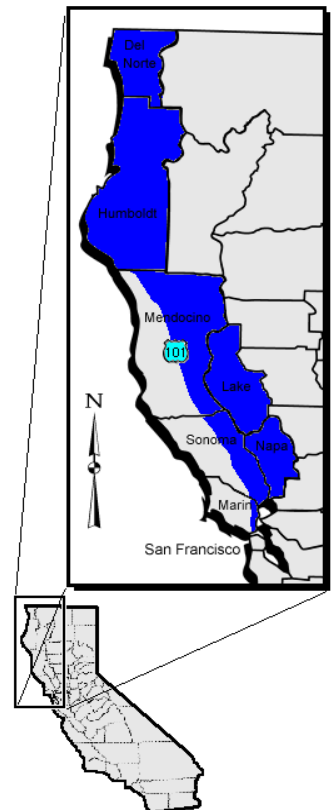 Del
Norte
Humboldt
Mendocino
101
Lake
N
Sonoma
Napa
Marin
San Francisco